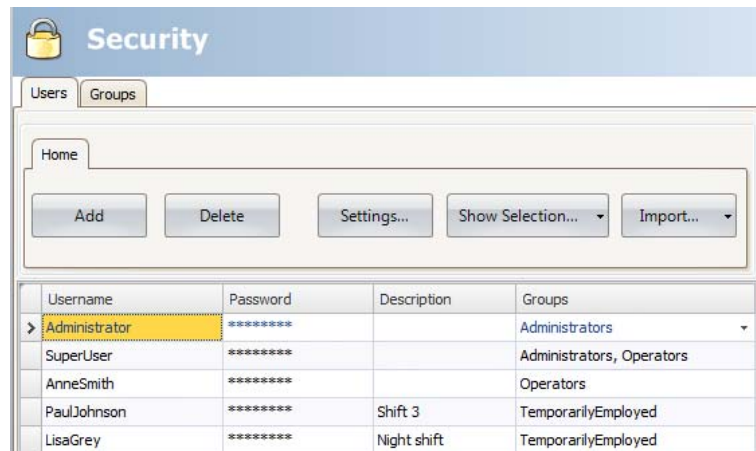 Security
Users Groups
Home
Add Delete Settings... Show Selection... Import...
Username Password Description Groups
Administrator ******** Administrators
SuperUser ******** Administrators, Operators
AnneSmith ******** Operators
PaulJohnson ******** Shift 3 TemporarilyEmployed
LisaGrey ******** Night shift TemporarilyEmployed